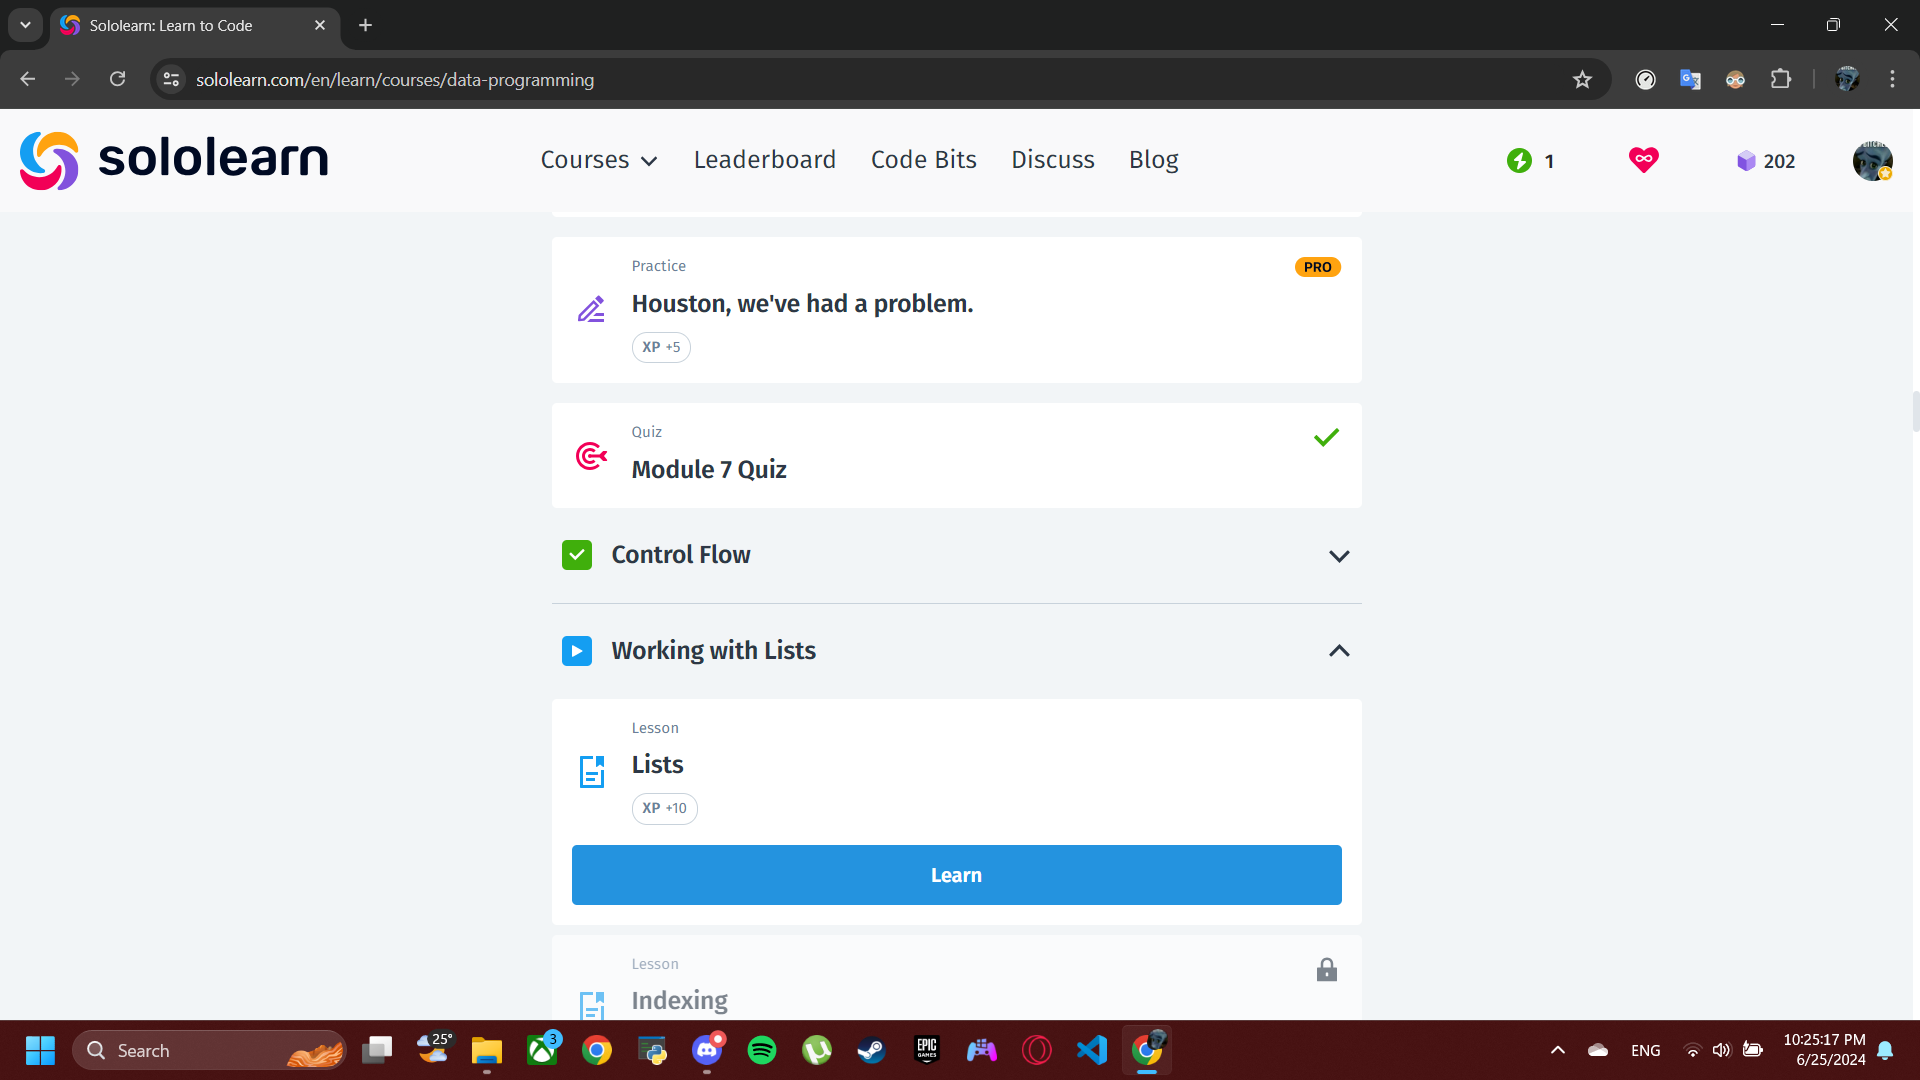 Sololearn: Learn to Code
sololearn.com/en/learn/courses/data-programming
sololearn
Courses Leaderboard Code Bits Discuss Blog
1
202
Practice
PRO
Houston, we've had a problem.
XP +5
Quiz
Module 7 Quiz
Control Flow
Working with Lists
Lesson
Lists
XP +10
Learn
Lesson
Indexing
Search
25°
3
EPIC
GAMES
ENG
10:25:17 PM
6/25/2024